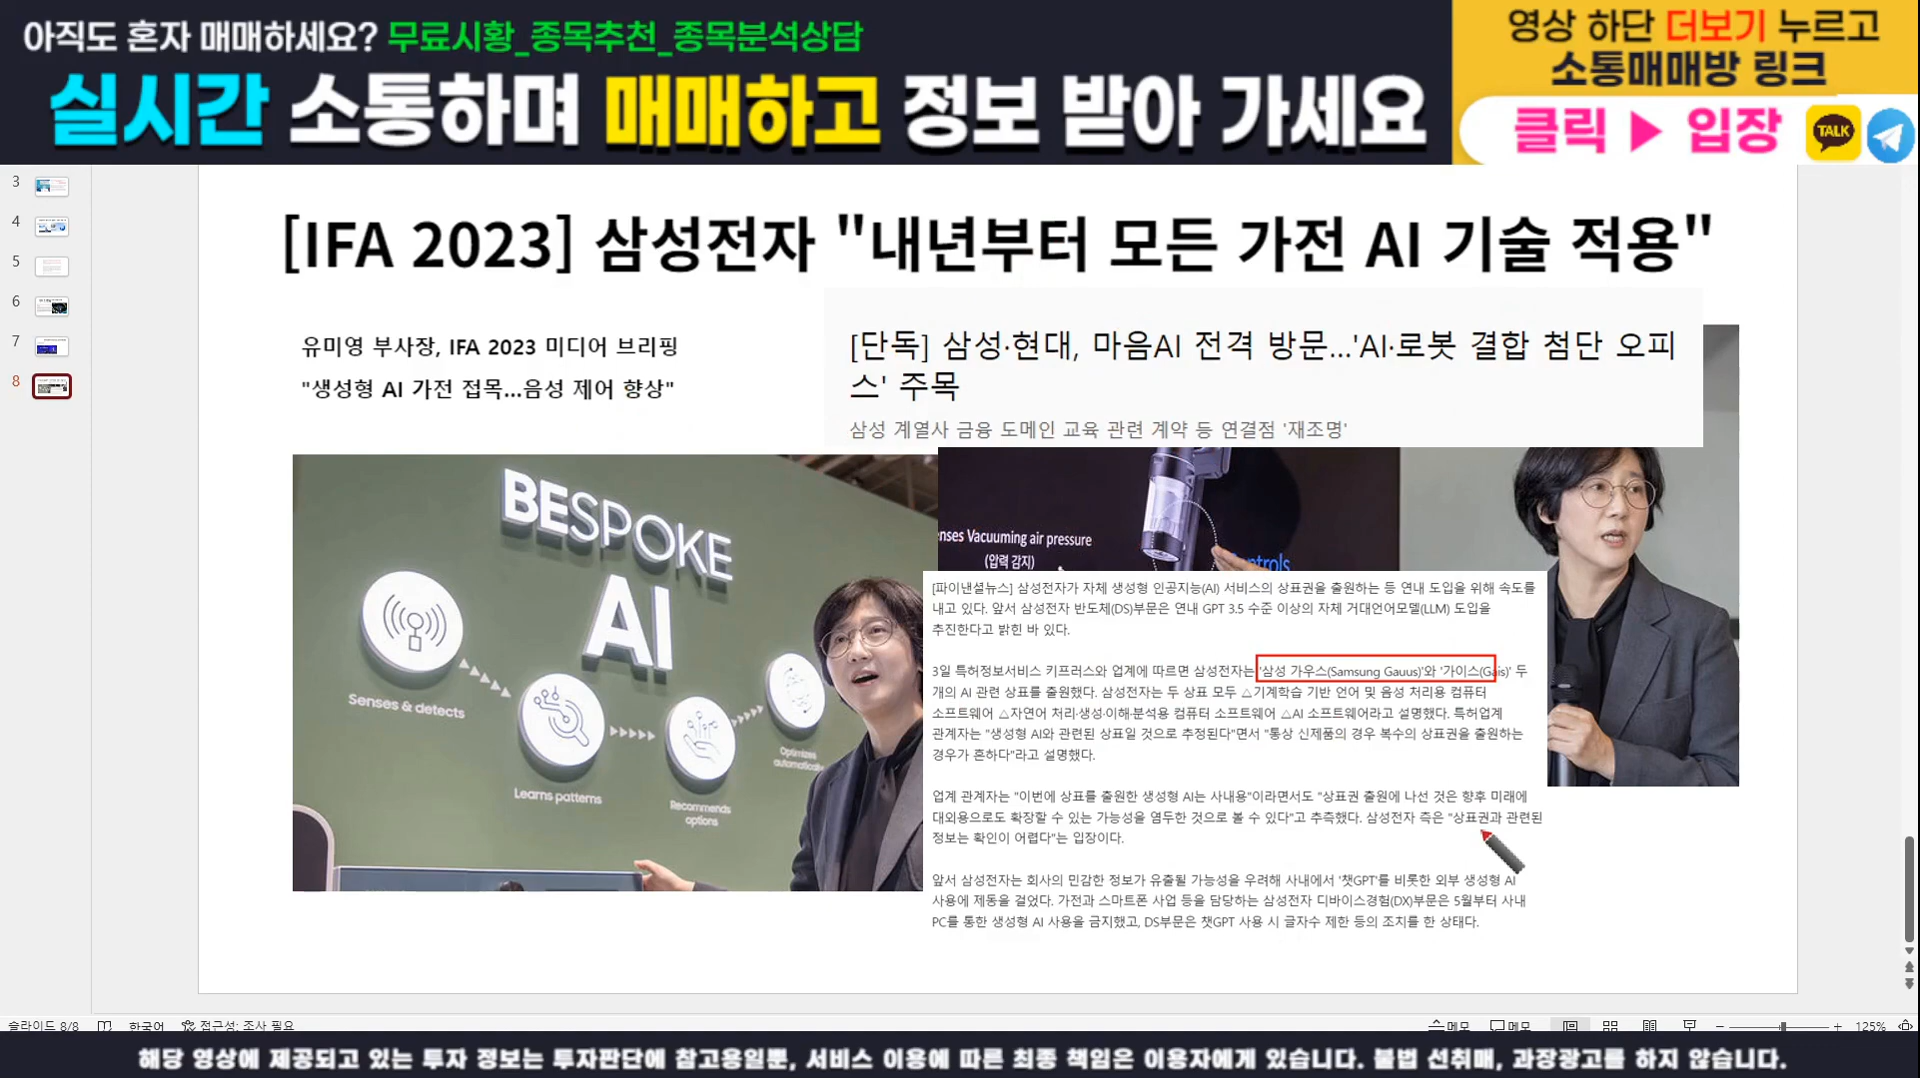 아직도 혼자 매매하세요? 무료시황_종목추천_종목분석상담
실시간 소통하며 매매하고 정보 받아 가세요
영상 하단 더보기 누르고
소통매매방 링크
클릭 ▶ 입장
TALK
3
4
5
6
7
8
[IFA 2023] 삼성전자 "내년부터 모든 가전 AI 기술 적용"
유미영 부사장, IFA 2023 미디어 브리핑
"생성형 AI 가전 접목...음성 제어 향상"
[단독] 삼성·현대, 마음AI 전격 방문...'AI·로봇 결합 첨단 오피
스' 주목
삼성 계열사 금융 도메인 교육 관련 계약 등 연결점 '재조명'
BESPOKE
AI
Senses & detects
Learns patterns
Recommends
options
Optimizes
automatically
enses Vacuuming air pressure
(압력 감지)
ontrols
[파이낸셜뉴스] 삼성전자가 자체 생성형 인공지능(AI) 서비스의 상표권을 출원하는 등 연내 도입을 위해 속도를
내고 있다. 앞서 삼성전자 반도체(DS)부문은 연내 GPT 3.5 수준 이상의 자체 거대언어모델(LLM) 도입을
추진한다고 밝힌 바 있다.
3일 특허정보서비스 키프러스와 업계에 따르면 삼성전자는 '삼성 가우스(Samsung Gauus)'와 '가이스(Gais)' 두
개의 AI 관련 상표를 출원했다. 삼성전자는 두 상표 모두 △기계학습 기반 언어 및 음성 처리용 컴퓨터
소프트웨어 △자연어 처리·생성·이해·분석용 컴퓨터 소프트웨어 △AI 소프트웨어라고 설명했다. 특허업계
관계자는 "생성형 AI와 관련된 상표일 것으로 추정된다"면서 "통상 신제품의 경우 복수의 상표권을 출원하는
경우가 흔하다"라고 설명했다.
업계 관계자는 "이번에 상표를 출원한 생성형 AI는 사내용"이라면서도 "상표권 출원에 나선 것은 향후 미래에
대외용으로도 확장할 수 있는 가능성을 염두한 것으로 볼 수 있다"고 추측했다. 삼성전자 측은 "상표권과 관련된
정보는 확인이 어렵다"는 입장이다.
앞서 삼성전자는 회사의 민감한 정보가 유출될 가능성을 우려해 사내에서 '챗GPT'를 비롯한 외부 생성형 AI
사용에 제동을 걸었다. 가전과 스마트폰 사업 등을 담당하는 삼성전자 디바이스경험(DX)부문은 5월부터 사내
PC를 통한 생성형 AI 사용을 금지했고, DS부문은 챗GPT 사용 시 글자수 제한 등의 조치를 한 상태다.
슬라이드 8/8 한국어 접근성: 조사 필요
메모 메모 125%
해당 영상에 제공되고 있는 투자 정보는 투자판단에 참고용일뿐, 서비스 이용에 따른 최종 책임은 이용자에게 있습니다. 불법 선취매, 과장광고를 하지 않습니다.